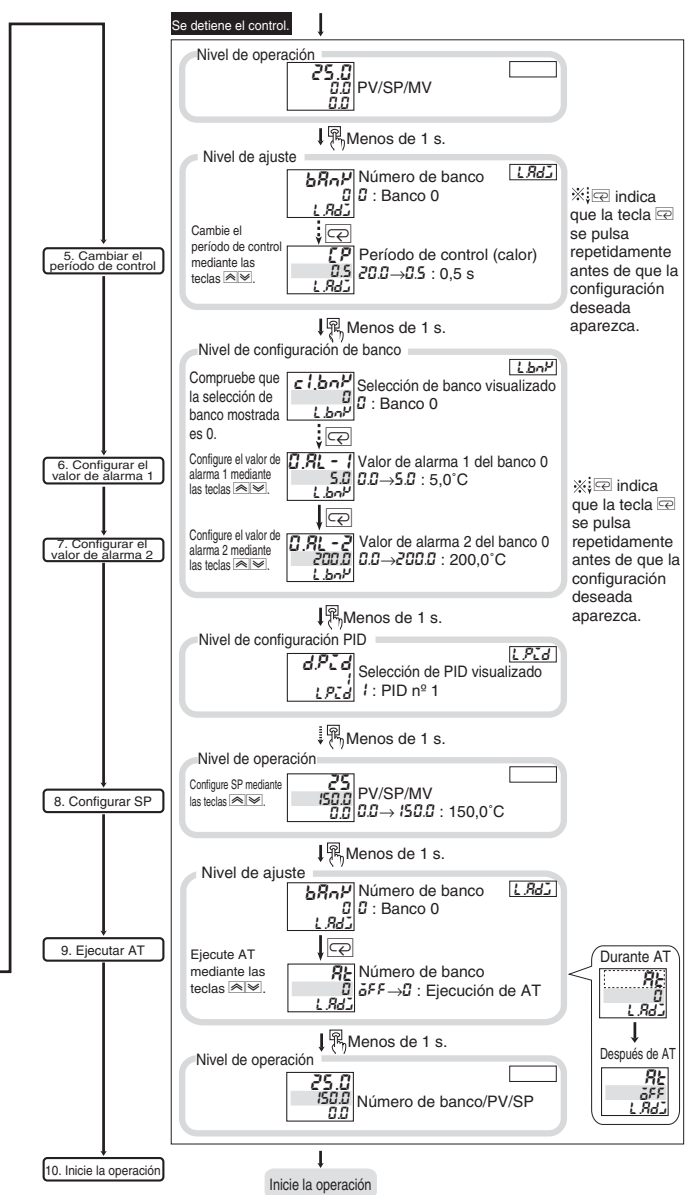 Se detiene el control.
Nivel de operación
25.0
0.0
0.0
PV/SP/MV
Menos de 1 s.
Nivel de ajuste
L.AdJ
bAnK
0
L.AdJ
Número de banco
0 : Banco 0
Cambie el
período de control
mediante las
teclas
CP
0.5
L.AdJ
Período de control (calor)
20.0→0.5 : 0,5 s
※ indica
que la tecla
se pulsa
repetidamente
antes de que la
configuración
deseada
aparezca.
5. Cambiar el
período de control
Menos de 1 s.
Nivel de configuración de banco
L.bnK
Compruebe que
la selección de
banco mostrada
es 0.
c1.bnK
0
L.bnK
Selección de banco visualizado
0 : Banco 0
6. Configurar el
valor de alarma 1
Configure el valor de
alarma 1 mediante
las teclas .
0.AL-1
5.0
L.bnK
Valor de alarma 1 del banco 0
0.0→5.0 : 5,0˚C
7. Configurar el
valor de alarma 2
Configure el valor de
alarma 2 mediante
las teclas .
0.AL-2
200.0
L.bnK
Valor de alarma 2 del banco 0
0.0→200.0 : 200,0˚C
※ indica
que la tecla
se pulsa
repetidamente
antes de que la
configuración
deseada
aparezca.
Menos de 1 s.
Nivel de configuración PID
L.PID
d.PID
1
L.PID
Selección de PID visualizado
1 : PID nº 1
Menos de 1 s.
Nivel de operación
8. Configurar SP
Configure SP mediante
las teclas .
25
150.0
0.0
PV/SP/MV
0.0→150.0 : 150,0˚C
Menos de 1 s.
Nivel de ajuste
L.AdJ
bAnK
0
L.AdJ
Número de banco
0 : Banco 0
9. Ejecutar AT
Ejecute AT
mediante las
teclas .
At
0
L.AdJ
Número de banco
oFF→0 : Ejecución de AT
Durante AT
At
0
L.AdJ
Después de AT
At
oFF
L.AdJ
Menos de 1 s.
Nivel de operación
25.0
150.0
0.0
Número de banco/PV/SP
10. Inicie la operación
Inicie la operación